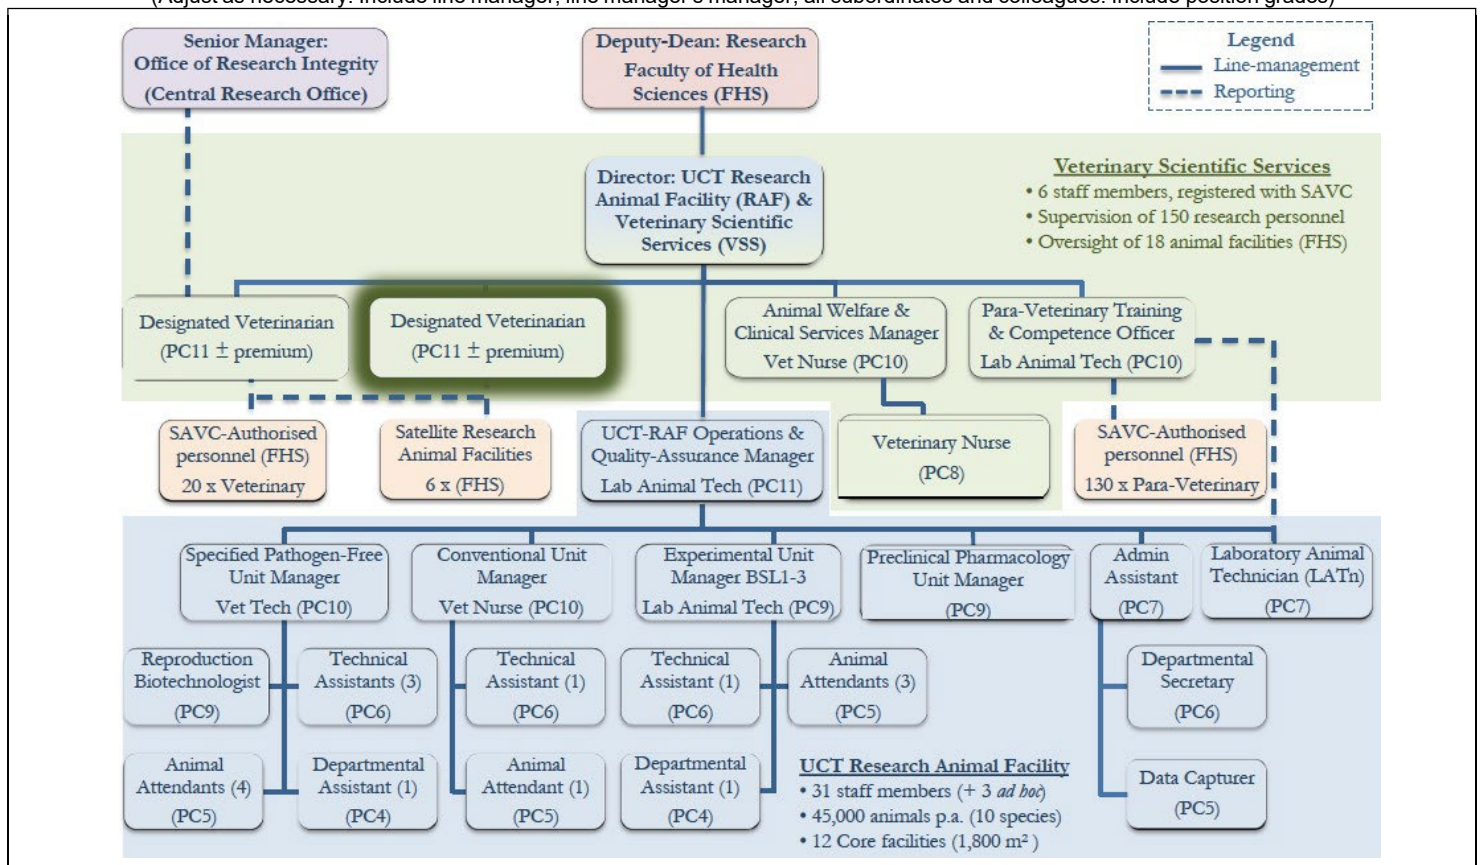 (Adjust as necessary. Include line manager, line manager's manager, all subordinates and colleagues. Include position grades)
Senior Manager:
Office of Research Integrity
(Central Research Office)
Deputy-Dean: Research
Faculty of Health
Sciences (FHS)
Legend
Line-management
Reporting
Director: UCT Research
Animal Facility (RAF) &
Veterinary Scientific
Services (VSS)
Veterinary Scientific Services
• 6 staff members, registered with SAVC
• Supervision of 150 research personnel
• Oversight of 18 animal facilities (FHS)
Designated Veterinarian
(PC11 ± premium)
Designated Veterinarian
(PC11 ± premium)
Animal Welfare &
Clinical Services Manager
Vet Nurse (PC10)
Para-Veterinary Training
& Competence Officer
Lab Animal Tech (PC10)
SAVC-Authorised
personnel (FHS)
20 x Veterinary
Satellite Research
Animal Facilities
6 x (FHS)
UCT-RAF Operations &
Quality-Assurance Manager
Lab Animal Tech (PC11)
Veterinary Nurse
(PC8)
SAVC-Authorised
personnel (FHS)
130 x Para-Veterinary
Specified Pathogen-Free
Unit Manager
Vet Tech (PC10)
Conventional Unit
Manager
Vet Nurse (PC10)
Experimental Unit
Manager BSL1-3
Lab Animal Tech (PC9)
Preclinical Pharmacology
Unit Manager
(PC9)
Admin
Assistant
(PC7)
Laboratory Animal
Technician (LATn)
(PC7)
Reproduction
Biotechnologist
(PC9)
Technical
Assistants (3)
(PC6)
Technical
Assistant (1)
(PC6)
Technical
Assistant (1)
(PC6)
Animal
Attendants (3)
(PC5)
Departmental
Secretary
(PC6)
Animal
Attendants (4)
(PC5)
Departmental
Assistant (1)
(PC4)
Animal
Attendant (1)
(PC5)
Departmental
Assistant (1)
(PC4)
UCT Research Animal Facility
• 31 staff members (+ 3 ad hoc)
• 45,000 animals p.a. (10 species)
• 12 Core facilities (1,800 m²)
Data Capturer
(PC5)